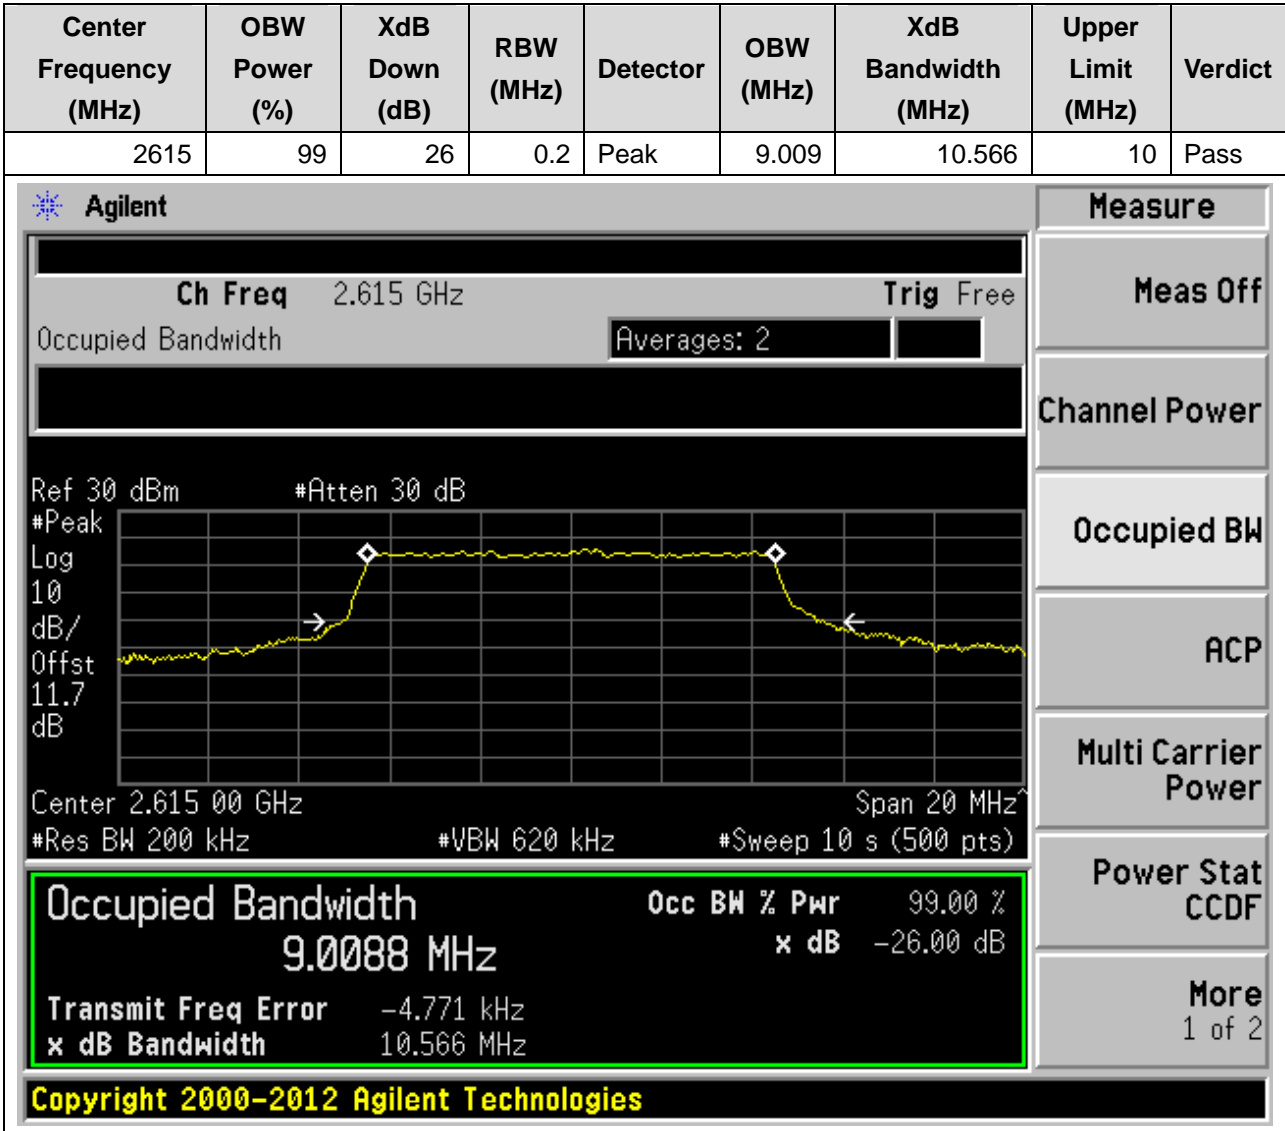 Center Frequency (MHz) OBW Power (%) XdB Down (dB) RBW (MHz) Detector OBW (MHz) XdB Bandwidth (MHz) Upper Limit (MHz) Verdict
2615 99 26 0.2 Peak 9.009 10.566 10 Pass
Agilent
Measure
Ch Freq 2.615 GHz Trig Free
Occupied Bandwidth Averages: 2
Meas Off
Channel Power
Occupied BW
ACP
Multi Carrier
Power
Power Stat
CCDF
More
1 of 2
Ref 30 dBm #Atten 30 dB
#Peak
Log
10
dB/
Offst
11.7
dB
Center 2.615 00 GHz Span 20 MHz^
#Res BW 200 kHz #VBW 620 kHz #Sweep 10 s (500 pts)
Occupied Bandwidth
9.0088 MHz
Occ BW % Pwr 99.00 %
x dB -26.00 dB
Transmit Freq Error -4.771 kHz
x dB Bandwidth 10.566 MHz
Copyright 2000-2012 Agilent Technologies